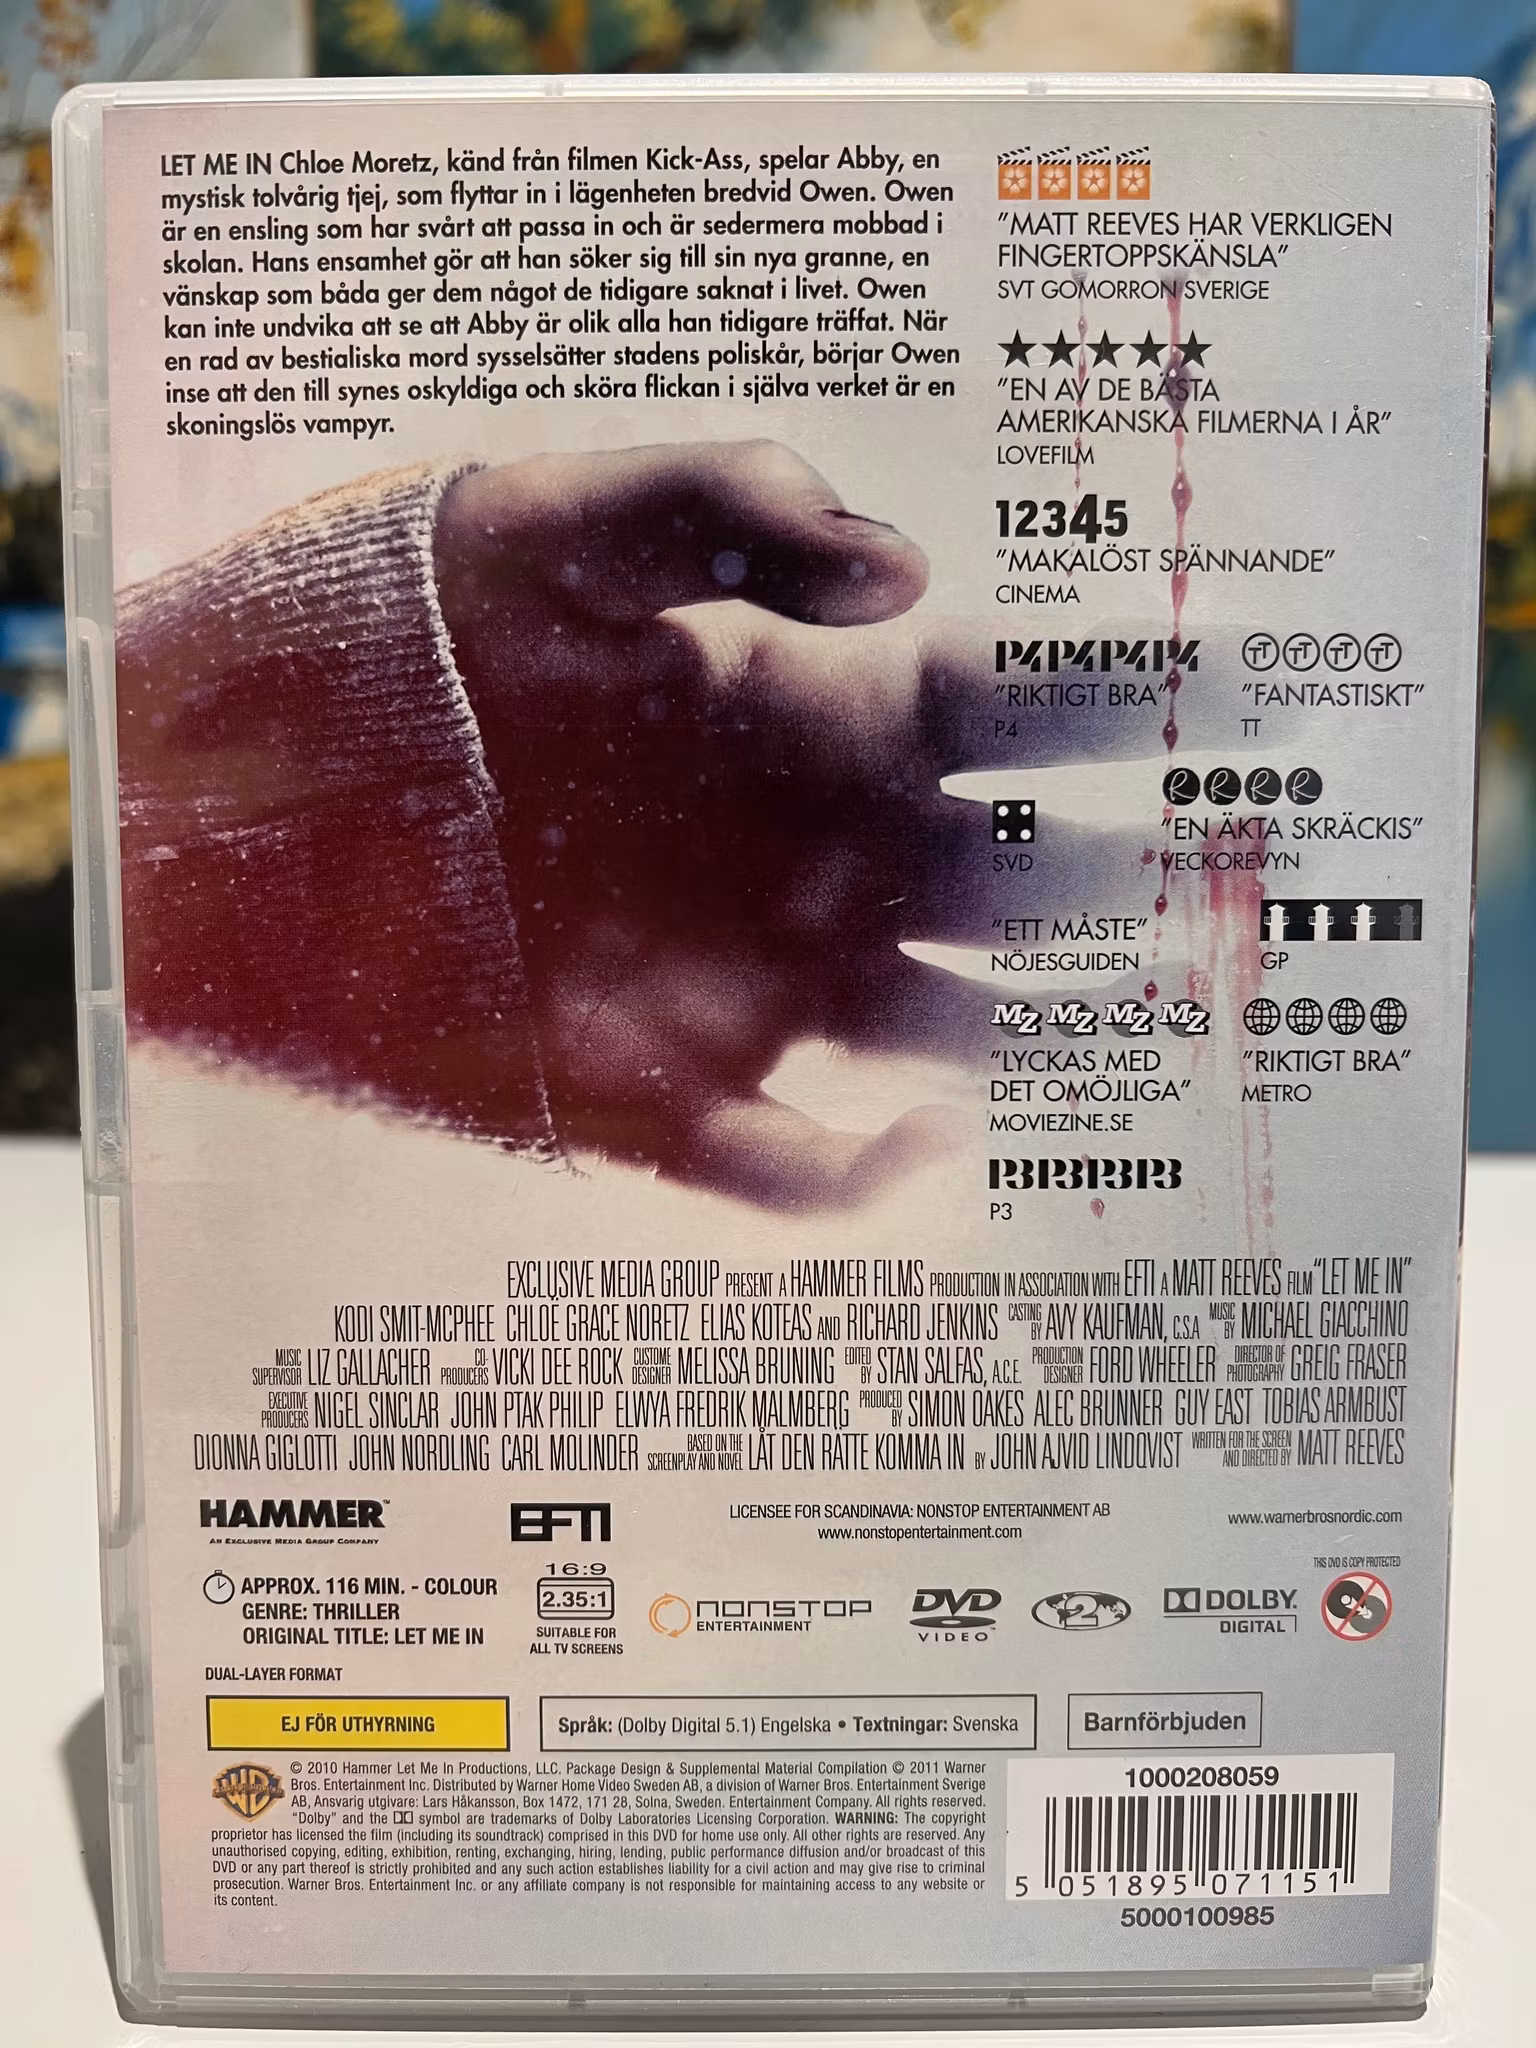 LET ME IN Chloe Moretz, känd från filmen Kick-Ass, spelar Abby, en
mystisk tolvårig tjej, som flyttar in i lägenheten bredvid Owen. Owen
är en ensling som har svårt att passa in och är sedermera mobbad i
skolan. Hans ensamhet gör att han söker sig till sin nya granne, en
vänskap som båda ger dem något de tidigare saknat i livet. Owen
kan inte undvika att se att Abby är olik alla han tidigare träffat. När
en rad av bestialiska mord sysselsätter stadens poliskår, börjar Owen
inse att den till synes oskyldiga och sköra flickan i själva verket är en
skoningslös vampyr.
"MATT REEVES HAR VERKLIGEN
FINGERTOPPSKÄNSLA"
SVT GOMORRON SVERIGE
★★★★★
"EN AV DE BÄSTA
AMERIKANSKA FILMERNA I ÅR"
LOVEFILM
12345
"MAKALÖST SPÄNNANDE"
CINEMA
P4 P4 P4 P4
"RIKTIGT BRA"
P4
TT TT TT TT
"FANTASTISKT"
TT
SVD
R R R R
"EN ÄKTA SKRÄCKIS"
VECKOREVYN
"ETT MÅSTE"
NÖJESGUIDEN
GP
MZ MZ MZ MZ
"LYCKAS MED
DET OMÖJLIGA"
MOVIEZINE.SE
"RIKTIGT BRA"
METRO
P3 P3 P3 P3
P3
EXCLUSIVE MEDIA GROUP PRESENT A HAMMER FILMS PRODUCTION IN ASSOCIATION WITH EFTI A MATT REEVES FILM "LET ME IN"
KODI SMIT-MCPHEE CHLOË GRACE NORETZ ELIAS KOTEAS AND RICHARD JENKINS CASTING BY AVY KAUFMAN, C.S.A MUSIC BY MICHAEL GIACCHINO
MUSIC SUPERVISOR LIZ GALLACHER CO-PRODUCERS VICKI DEE ROCK CUSTOME DESIGNER MELISSA BRUNING EDITED BY STAN SALFAS, A.C.E. PRODUCTION DESIGNER FORD WHEELER DIRECTOR OF PHOTOGRAPHY GREIG FRASER
EXECUTIVE PRODUCERS NIGEL SINCLAR JOHN PTAK PHILIP ELWYA FREDRIK MALMBERG PRODUCED BY SIMON OAKES ALEC BRUNNER GUY EAST TOBIAS ARMBUST
DIONNA GIGLOTTI JOHN NORDLING CARL MOLINDER BASED ON THE SCREENPLAY AND NOVEL LÅT DEN RÄTTE KOMMA IN BY JOHN AJVID LINDQVIST WRITTEN FOR THE SCREEN AND DIRECTED BY MATT REEVES
HAMMER™
AN EXCLUSIVE MEDIA GROUP COMPANY
EFTI
LICENSEE FOR SCANDINAVIA: NONSTOP ENTERTAINMENT AB
www.nonstopentertainment.com
www.warnerbrosnordic.com
APPROX. 116 MIN. - COLOUR
GENRE: THRILLER
ORIGINAL TITLE: LET ME IN
16:9
2.35:1
SUITABLE FOR
ALL TV SCREENS
NONSTOP
ENTERTAINMENT
DVD
VIDEO™
2
DOLBY
DIGITAL
THIS DVD IS COPY PROTECTED
DUAL-LAYER FORMAT
EJ FÖR UTHYRNING
Språk: (Dolby Digital 5.1) Engelska • Textningar: Svenska
Barnförbjuden
WB
© 2010 Hammer Let Me In Productions, LLC. Package Design & Supplemental Material Compilation © 2011 Warner
Bros. Entertainment Inc. Distributed by Warner Home Video Sweden AB, a division of Warner Bros. Entertainment Sverige
AB, Ansvarig utgivare: Lars Håkansson, Box 1472, 171 28, Solna, Sweden. Entertainment Company. All rights reserved.
"Dolby" and the DD symbol are trademarks of Dolby Laboratories Licensing Corporation. WARNING: The copyright
proprietor has licensed the film (including its soundtrack) comprised in this DVD for home use only. All other rights are reserved. Any
unauthorised copying, editing, exhibition, renting, exchanging, hiring, lending, public performance diffusion and/or broadcast of this
DVD or any part thereof is strictly prohibited and any such action establishes liability for a civil action and may give rise to criminal
prosecution. Warner Bros. Entertainment Inc. or any affiliate company is not responsible for maintaining access to any website or
its content.
1000208059
5 051895 071151
5000100985